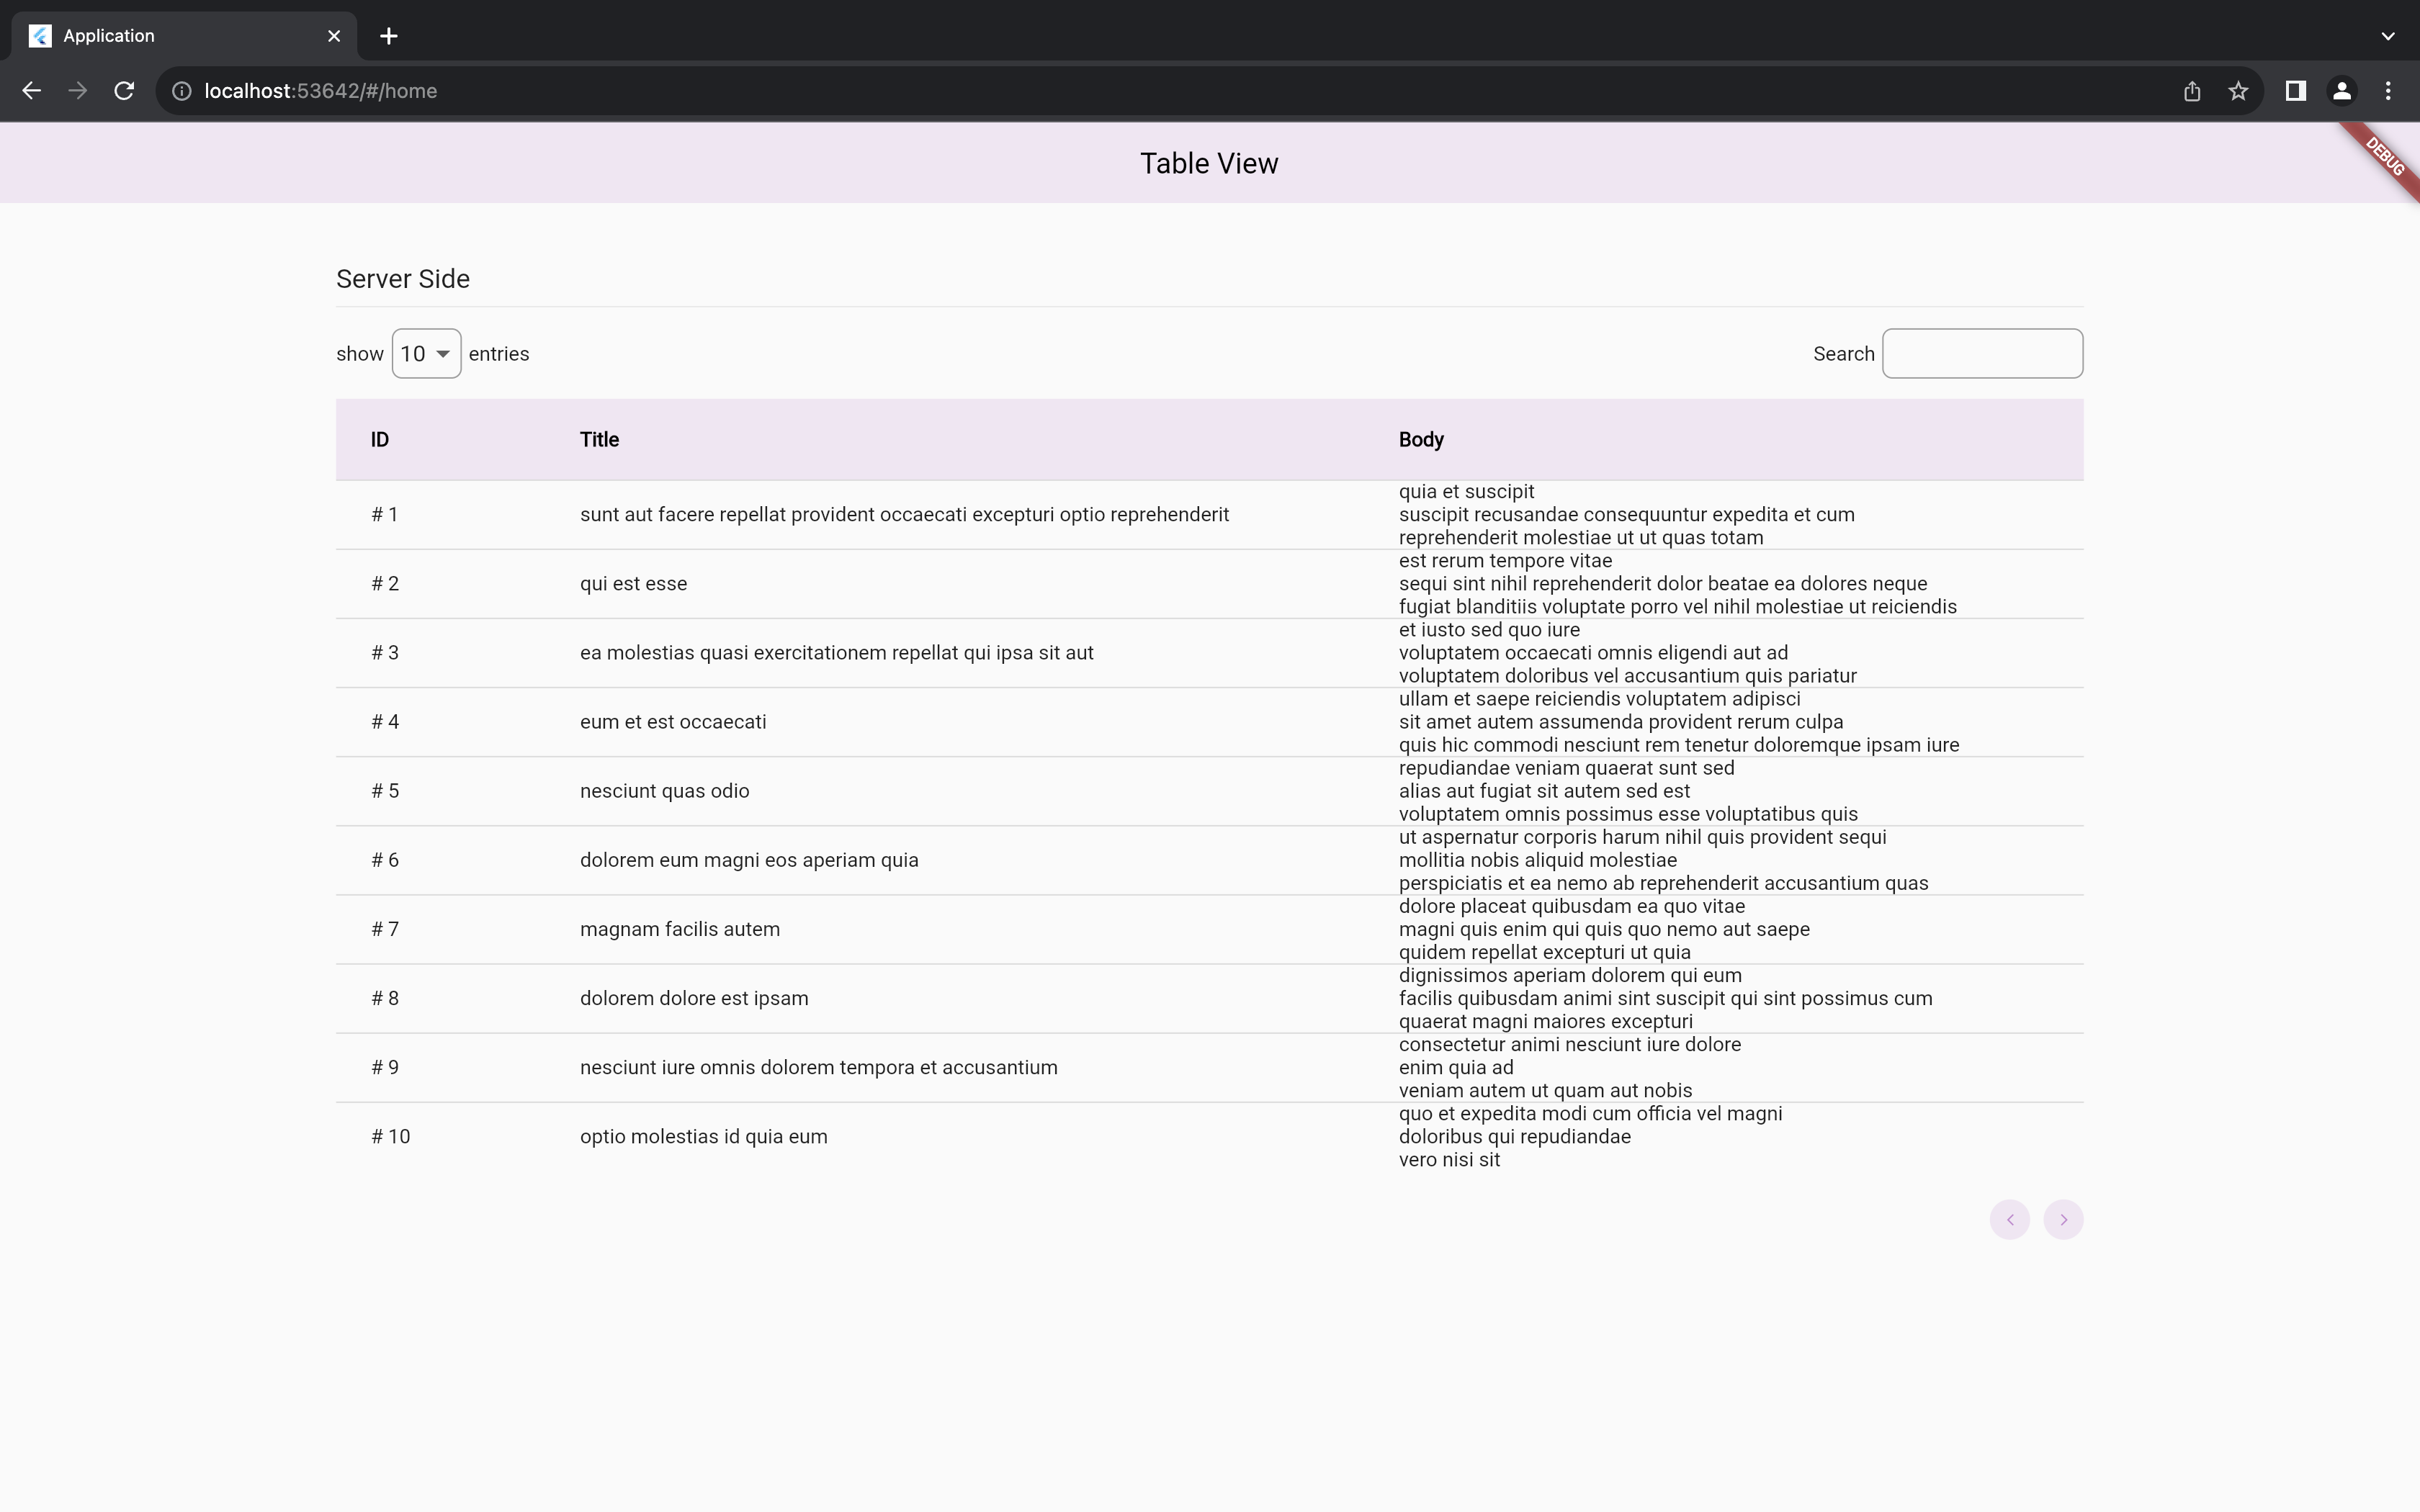 Application
localhost:53642/#/home
Table View
DEBUG
Server Side
show 10 entries
Search
ID Title Body
# 1 sunt aut facere repellat provident occaecati excepturi optio reprehenderit
quia et suscipit
suscipit recusandae consequuntur expedita et cum
reprehenderit molestiae ut ut quas totam
# 2 qui est esse
est rerum tempore vitae
sequi sint nihil reprehenderit dolor beatae ea dolores neque
fugiat blanditiis voluptate porro vel nihil molestiae ut reiciendis
# 3 ea molestias quasi exercitationem repellat qui ipsa sit aut
et iusto sed quo iure
voluptatem occaecati omnis eligendi aut ad
voluptatem doloribus vel accusantium quis pariatur
# 4 eum et est occaecati
ullam et saepe reiciendis voluptatem adipisci
sit amet autem assumenda provident rerum culpa
quis hic commodi nesciunt rem tenetur doloremque ipsam iure
# 5 nesciunt quas odio
repudiandae veniam quaerat sunt sed
alias aut fugiat sit autem sed est
voluptatem omnis possimus esse voluptatibus quis
# 6 dolorem eum magni eos aperiam quia
ut aspernatur corporis harum nihil quis provident sequi
mollitia nobis aliquid molestiae
perspiciatis et ea nemo ab reprehenderit accusantium quas
# 7 magnam facilis autem
dolore placeat quibusdam ea quo vitae
magni quis enim qui quis quo nemo aut saepe
quidem repellat excepturi ut quia
# 8 dolorem dolore est ipsam
dignissimos aperiam dolorem qui eum
facilis quibusdam animi sint suscipit qui sint possimus cum
quaerat magni maiores excepturi
# 9 nesciunt iure omnis dolorem tempora et accusantium
consectetur animi nesciunt iure dolore
enim quia ad
veniam autem ut quam aut nobis
# 10 optio molestias id quia eum
quo et expedita modi cum officia vel magni
doloribus qui repudiandae
vero nisi sit